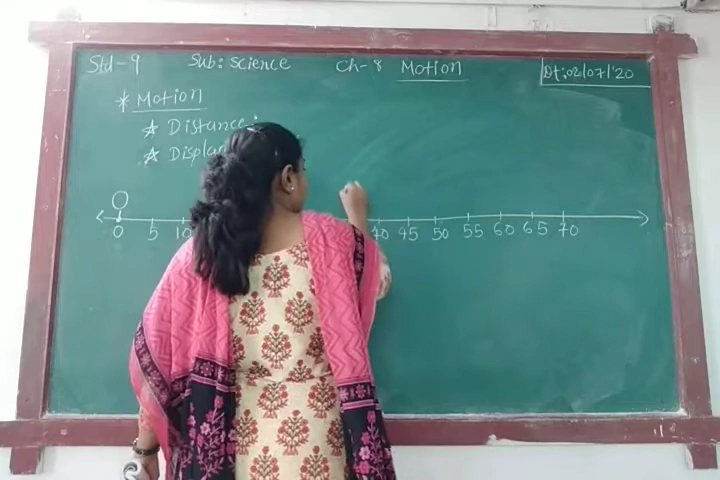 Std-9 Sub: Science Ch-8 Motion Dt:02/07/'20
* Motion
* Distance:
*
O
0 5 10 40 45 50 55 60 65 70